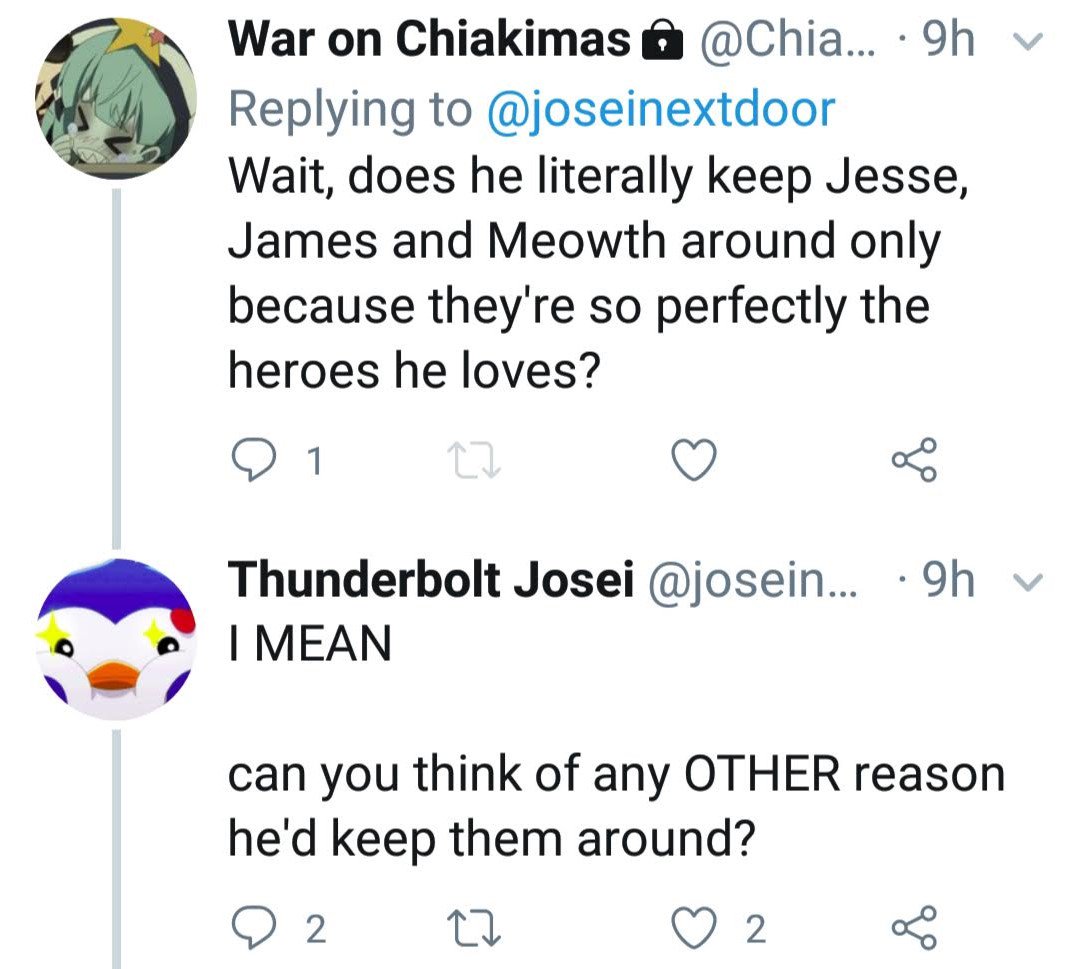 War on Chiakimas @Chia... · 9h
Replying to @joseinextdoor
Wait, does he literally keep Jesse,
James and Meowth around only
because they're so perfectly the
heroes he loves?
1
Thunderbolt Josei @josein... · 9h
I MEAN
can you think of any OTHER reason
he'd keep them around?
2 2